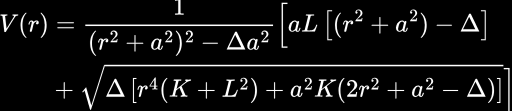 V(r) = \frac{1}{(r^2 + a^2)^2 - \Delta a^2} \Big[ aL \left[ (r^2 + a^2) - \Delta \right]
+ \sqrt{\Delta \left[ r^4 (K + L^2) + a^2 K (2r^2 + a^2 - \Delta) \right]} \Big]